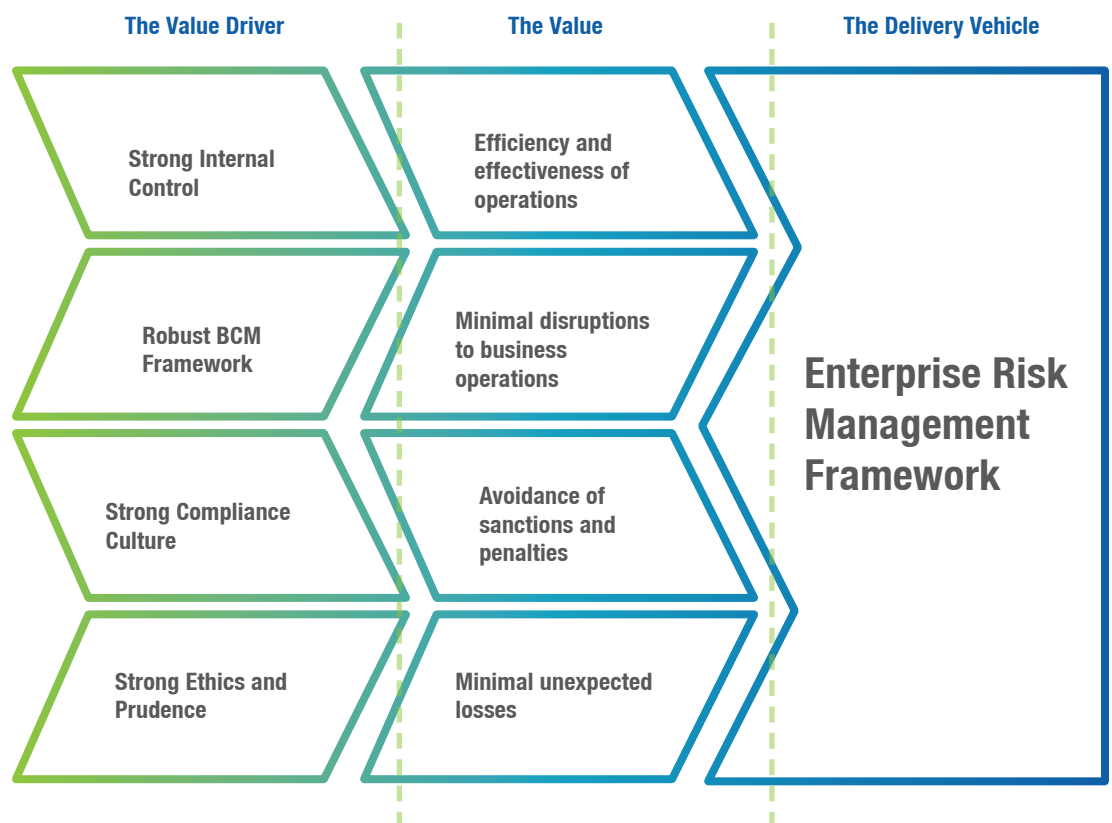 The Value Driver
The Value
The Delivery Vehicle
Strong Internal
Control
Efficiency and
effectiveness of
operations
Robust BCM
Framework
Minimal disruptions
to business
operations
Enterprise Risk
Management
Framework
Strong Compliance
Culture
Avoidance of
sanctions and
penalties
Strong Ethics and
Prudence
Minimal unexpected
losses